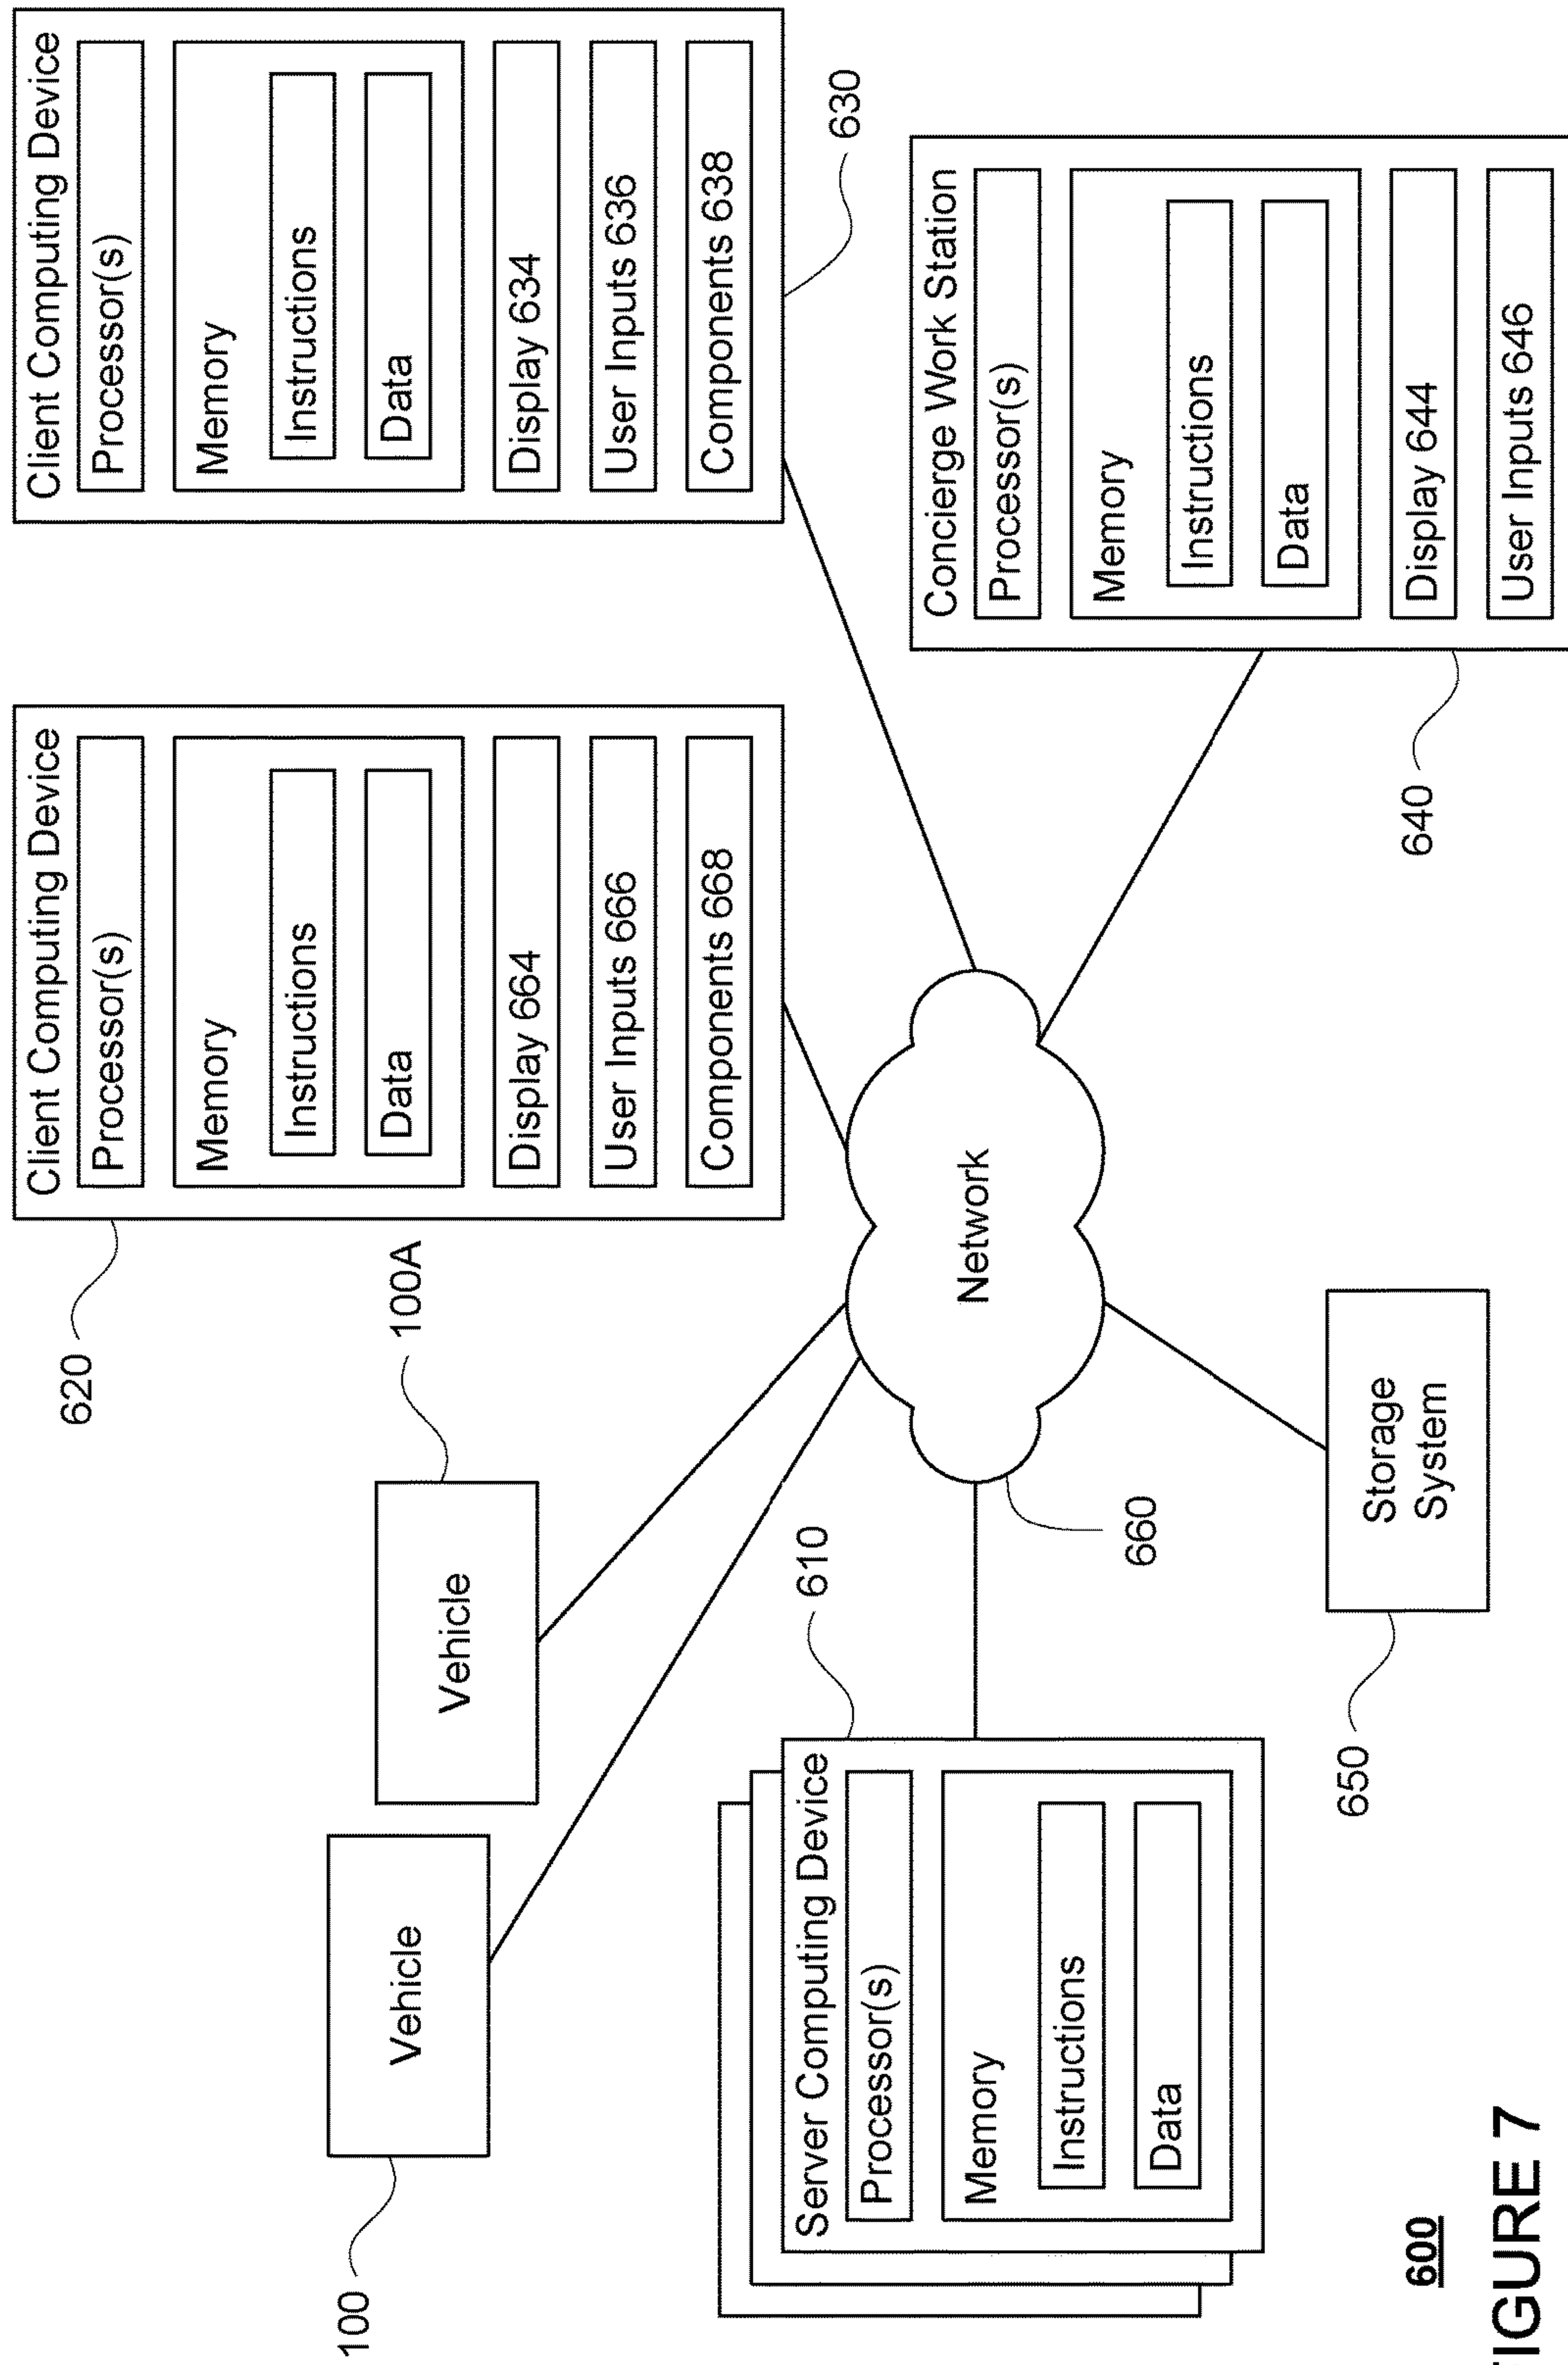 Vehicle
100
Vehicle
100A
Client Computing Device
Processor(s)
Memory
Instructions
Data
Display 664
User Inputs 666
Components 668
620
Client Computing Device
Processor(s)
Memory
Instructions
Data
Display 634
User Inputs 636
Components 638
630
Server Computing Device
Processor(s)
Memory
Instructions
Data
610
Network
660
Concierge Work Station
Processor(s)
Memory
Instructions
Data
Display 644
User Inputs 646
640
Storage
System
650
600
IGURE 7